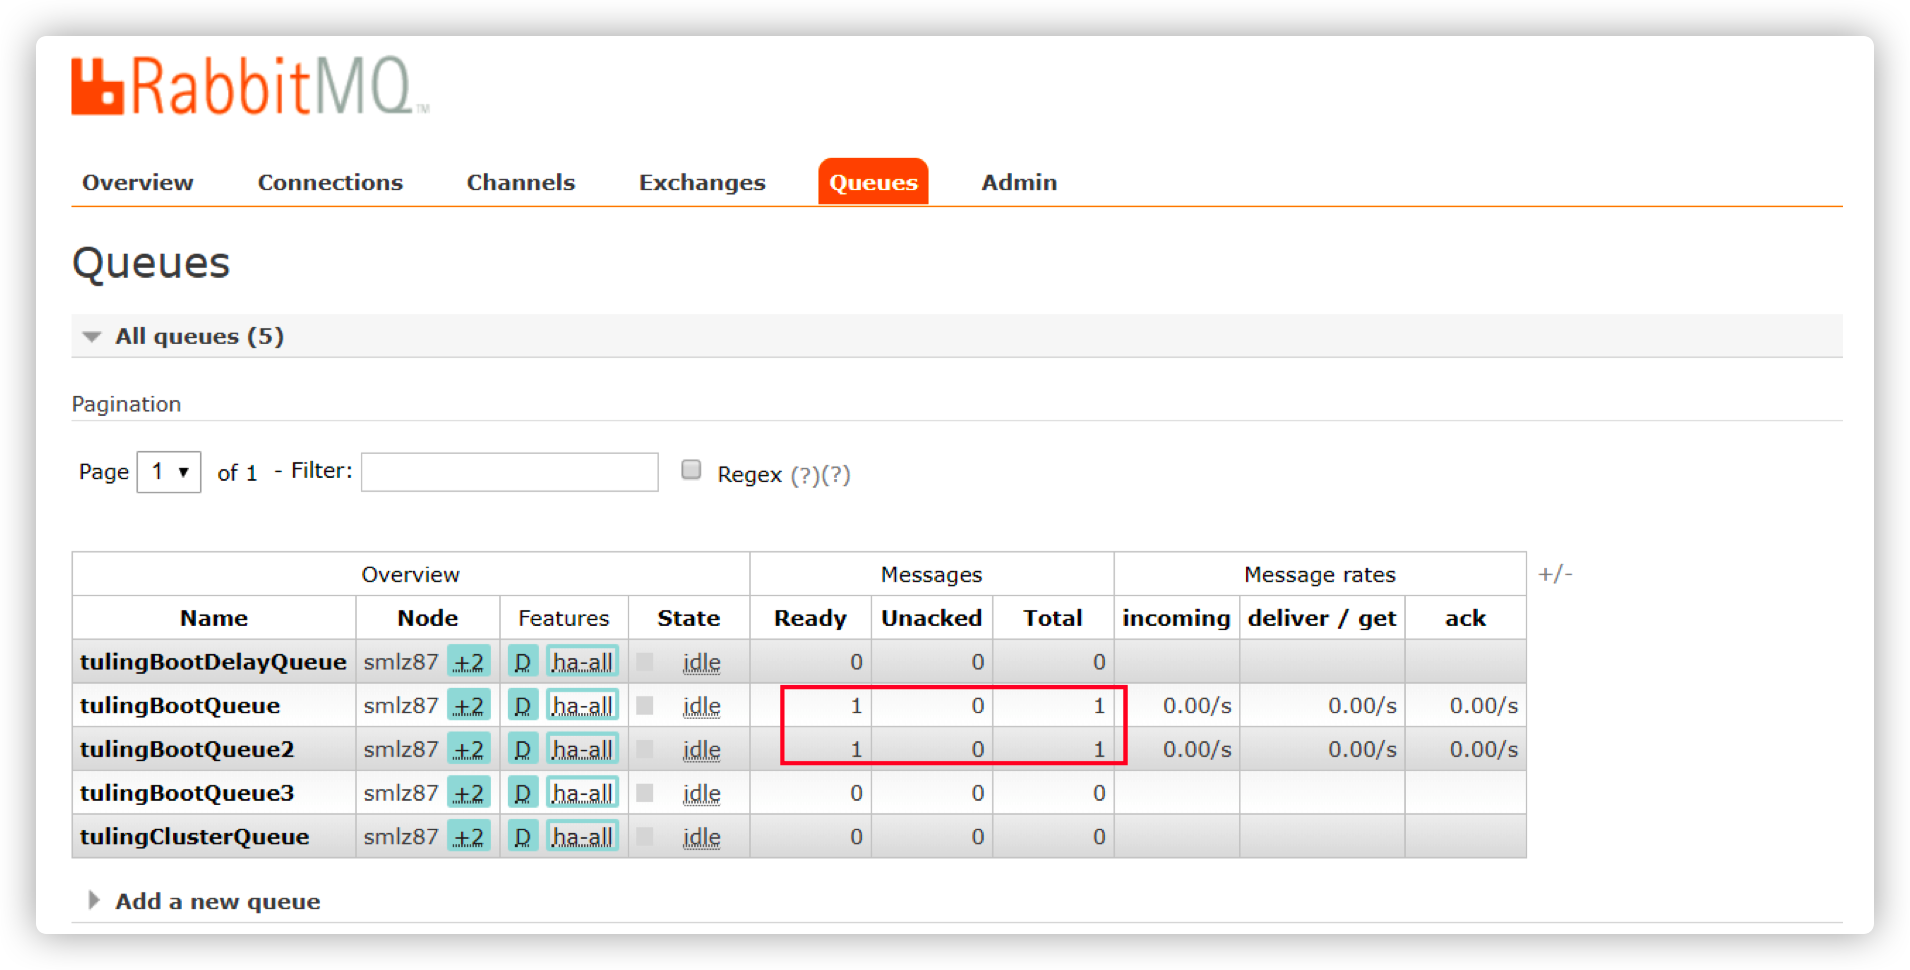 RabbitMQ TM
Overview Connections Channels Exchanges Queues Admin
Queues
All queues (5)
Pagination
Page 1 of 1 - Filter: Regex (?)(?)
Overview Messages Message rates +/-
Name Node Features State Ready Unacked Total incoming deliver / get ack
tulingBootDelayQueue smlz87 +2 D ha-all idle 0 0 0
tulingBootQueue smlz87 +2 D ha-all idle 1 0 1 0.00/s 0.00/s 0.00/s
tulingBootQueue2 smlz87 +2 D ha-all idle 1 0 1 0.00/s 0.00/s 0.00/s
tulingBootQueue3 smlz87 +2 D ha-all idle 0 0 0
tulingClusterQueue smlz87 +2 D ha-all idle 0 0 0
Add a new queue